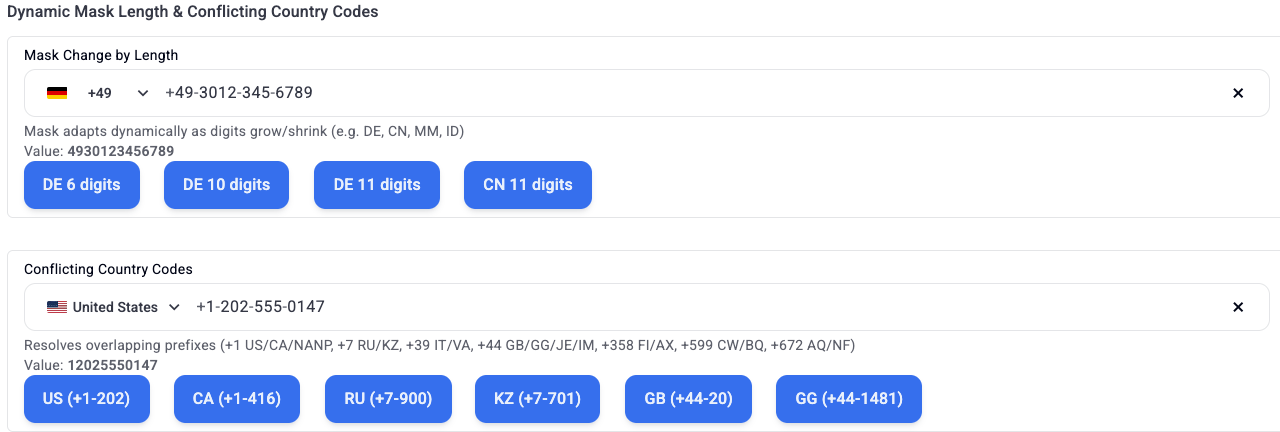 Dynamic Mask Length & Conflicting Country Codes
Mask Change by Length
+49 +49-3012-345-6789 ×
Mask adapts dynamically as digits grow/shrink (e.g. DE, CN, MM, ID)
Value: 4930123456789
DE 6 digits DE 10 digits DE 11 digits CN 11 digits
Conflicting Country Codes
United States +1-202-555-0147 ×
Resolves overlapping prefixes (+1 US/CA/NANP, +7 RU/KZ, +39 IT/VA, +44 GB/GG/JE/IM, +358 FI/AX, +599 CW/BQ, +672 AQ/NF)
Value: 12025550147
US (+1-202) CA (+1-416) RU (+7-900) KZ (+7-701) GB (+44-20) GG (+44-1481)